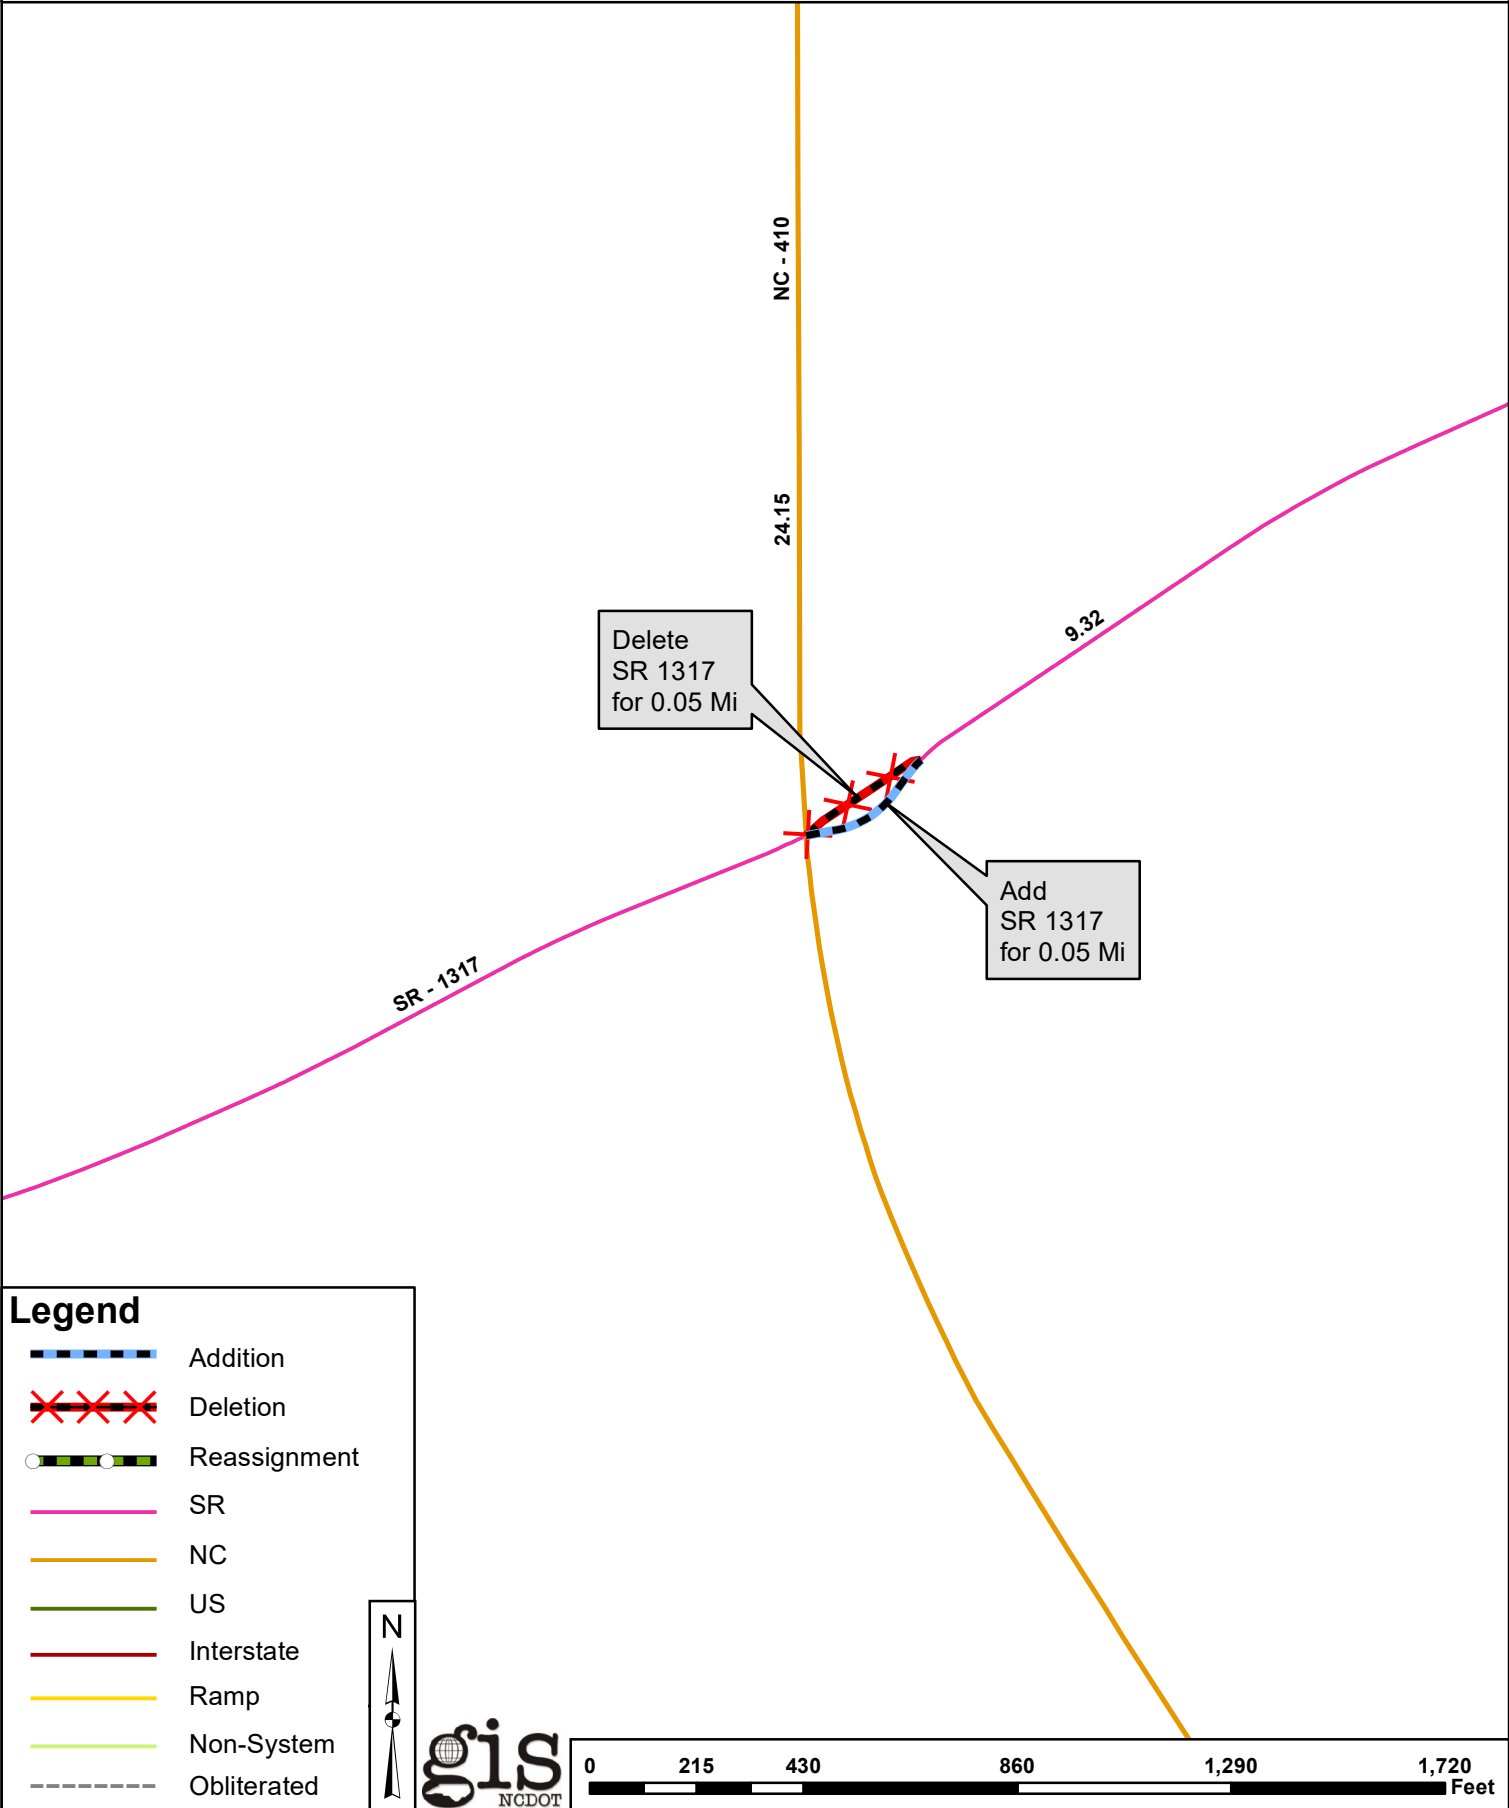 NC - 410
24.15
9.32
Delete
SR 1317
for 0.05 Mi
Add
SR 1317
for 0.05 Mi
SR - 1317
Legend
Addition
Deletion
Reassignment
SR
NC
US
Interstate
Ramp
Non-System
Obliterated
N
gis
NCDOT
0 215 430 860 1,290 1,720
Feet